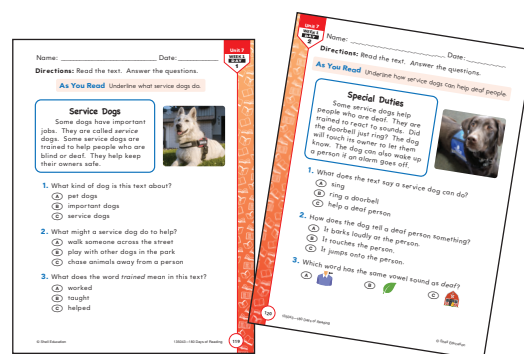 Unit 7
WEEK 1
DAY
1
Name: Date:
Directions: Read the text. Answer the questions.
As You Read Underline what service dogs do.
Service Dogs
Some dogs have important
jobs. They are called service
dogs. Some service dogs are
trained to help people who are
blind or deaf. They help keep
their owners safe.
1. What kind of dog is this text about?
A pet dogs
B important dogs
C service dogs
2. What might a service dog do to help?
A walk someone across the street
B play with other dogs in the park
C chase animals away from a person
3. What does the word trained mean in this text?
A worked
B taught
C helped
© Shell Education
—180 Days of Reading
119
Unit 7
WEEK 1
DAY
2
Name: Date:
Directions: Read the text. Answer the questions.
As You Read Underline how service dogs can help deaf people.
Special Duties
Some service dogs help
people who are deaf. They are
trained to react to sounds. Did
the doorbell just ring? The dog
will touch its owner to let them
know. The dog can also wake up
a person if an alarm goes off.
1. What does the text say a service dog can do?
A sing
B ring a doorbell
C help a deaf person
2. How does the dog tell a deaf person something?
A It barks loudly at the person.
B It touches the person.
C It jumps onto the person.
3. Which word has the same vowel sound as deaf?
A
B
C
120
—180 Days of Reading
© Shell Education